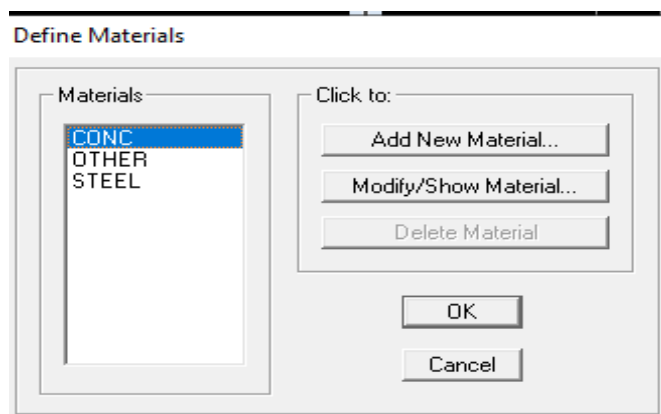 Define Materials
Materials
CONC
OTHER
STEEL
Click to:
Add New Material...
Modify/Show Material...
Delete Material
OK
Cancel